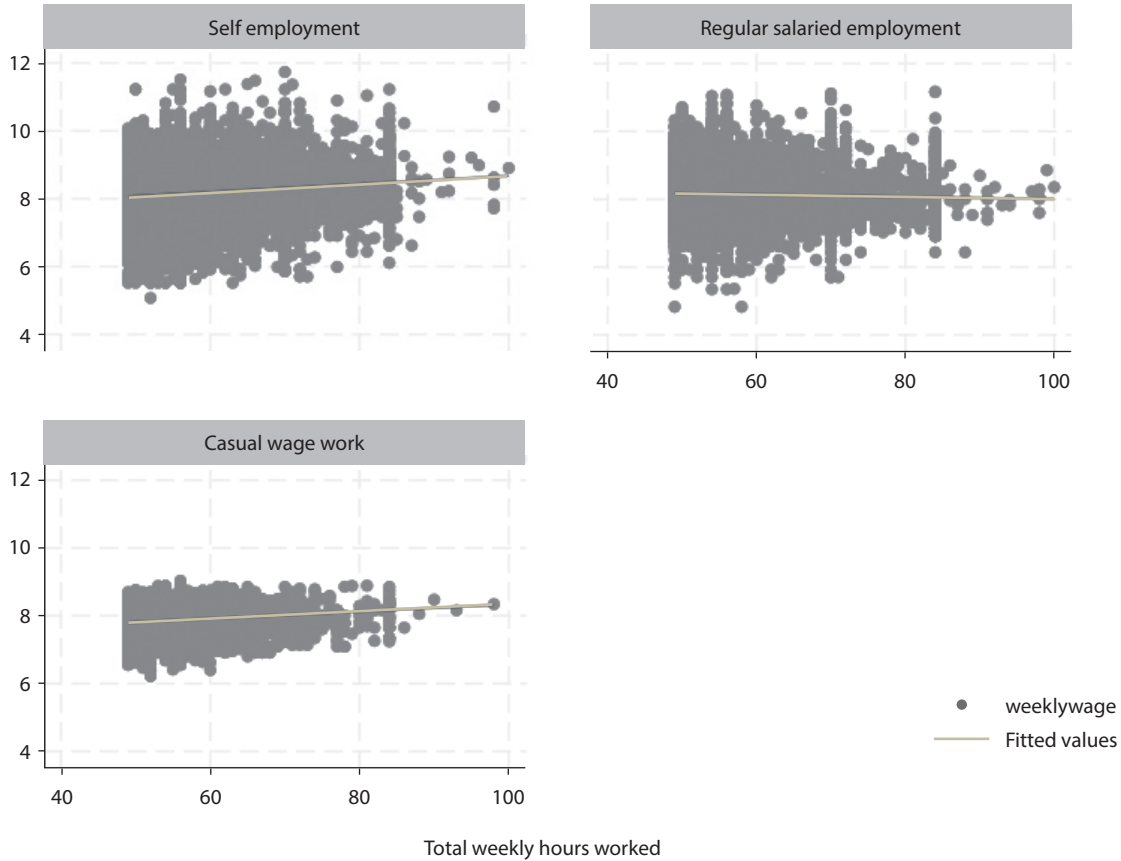 Self employment
Regular salaried employment
12
10
8
6
4
40 60 80 100
Casual wage work
12
10
8
6
4
40 60 80 100
weeklywage
Fitted values
Total weekly hours worked